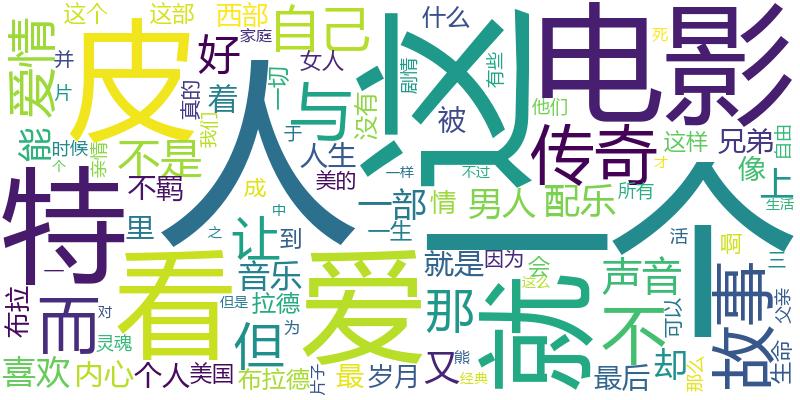 这个
这部
西部
自己
什么
电影
爱情
皮
好
家庭
女人
剧情
有些
死
并
片
真的
着
一切
与
没有
这
被
他们
传奇
这样
兄弟
自由
能
时候
我们
于
人
不是
亲情
个
人生
美的
一样
不过
才
像
上
特
不羁
成
一部
情
男人
配乐
所有
生活
里
让
中
之
到
一生
一个
活
啊
三
一
看
爱
音乐
就是
因为
会
声音
故事
父亲
布拉
而
对
但是
拉德
那
这么
就
不
可以
灵魂
但
为
生命
喜欢
内心
个人
美国
布拉德
片子
最
岁月
又
熊
经典
最后
却
那么